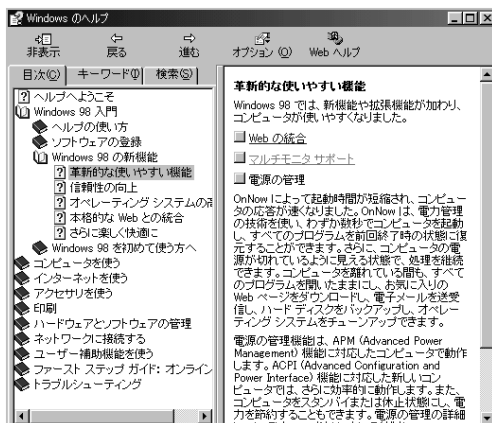 Windows のヘルプ
非表示
戻る
進む
オプション(O)
Web ヘルプ
目次(C)
キーワード(I)
検索(S)
ヘルプへようこそ
Windows 98 入門
ヘルプの使い方
ソフトウェアの登録
Windows 98 の新機能
革新的な使いやすい機能
信頼性の向上
オペレーティング システムの
本格的な Web との統合
さらに楽しく快適に
Windows 98 を初めて使う方へ
コンピュータを使う
インターネットを使う
アクセサリを使う
印刷
ハードウェアとソフトウェアの管理
ネットワークに接続する
ユーザー補助機能を使う
ファースト ステップ ガイド: オンライン
トラブルシューティング
革新的な使いやすい機能
Windows 98 では、新機能や拡張機能が加わり、
コンピュータが使いやすくなりました。
Web の統合
マルチモニタ サポート
電源の管理
OnNow によって起動時間が短縮され、コンピュー
タの応答が速くなりました。OnNow は、電力管理
の技術を使い、わずか数秒でコンピュータを起動
し、すべてのプログラムを前回終了時の状態に復
元することができます。さらに、コンピュータの電
源が切れているように見える状態で、処理を継続
できます。コンピュータを離れている間も、すべて
のプログラムを開いたままにし、お気に入りの
Web ページをダウンロードし、電子メールを送受
信し、ハード ディスクをバックアップし、オペレー
ティング システムをチューンアップできます。
電源の管理機能は、APM (Advanced Power
Management) 機能に対応したコンピュータで動作
します。ACPI (Advanced Configuration and
Power Interface) 機能に対応した新しいコン
ピュータでは、さらに効率的に動作します。また、
コンピュータをスタンバイまたは休止状態にし、電
力を節約することもできます。電源の管理の詳細